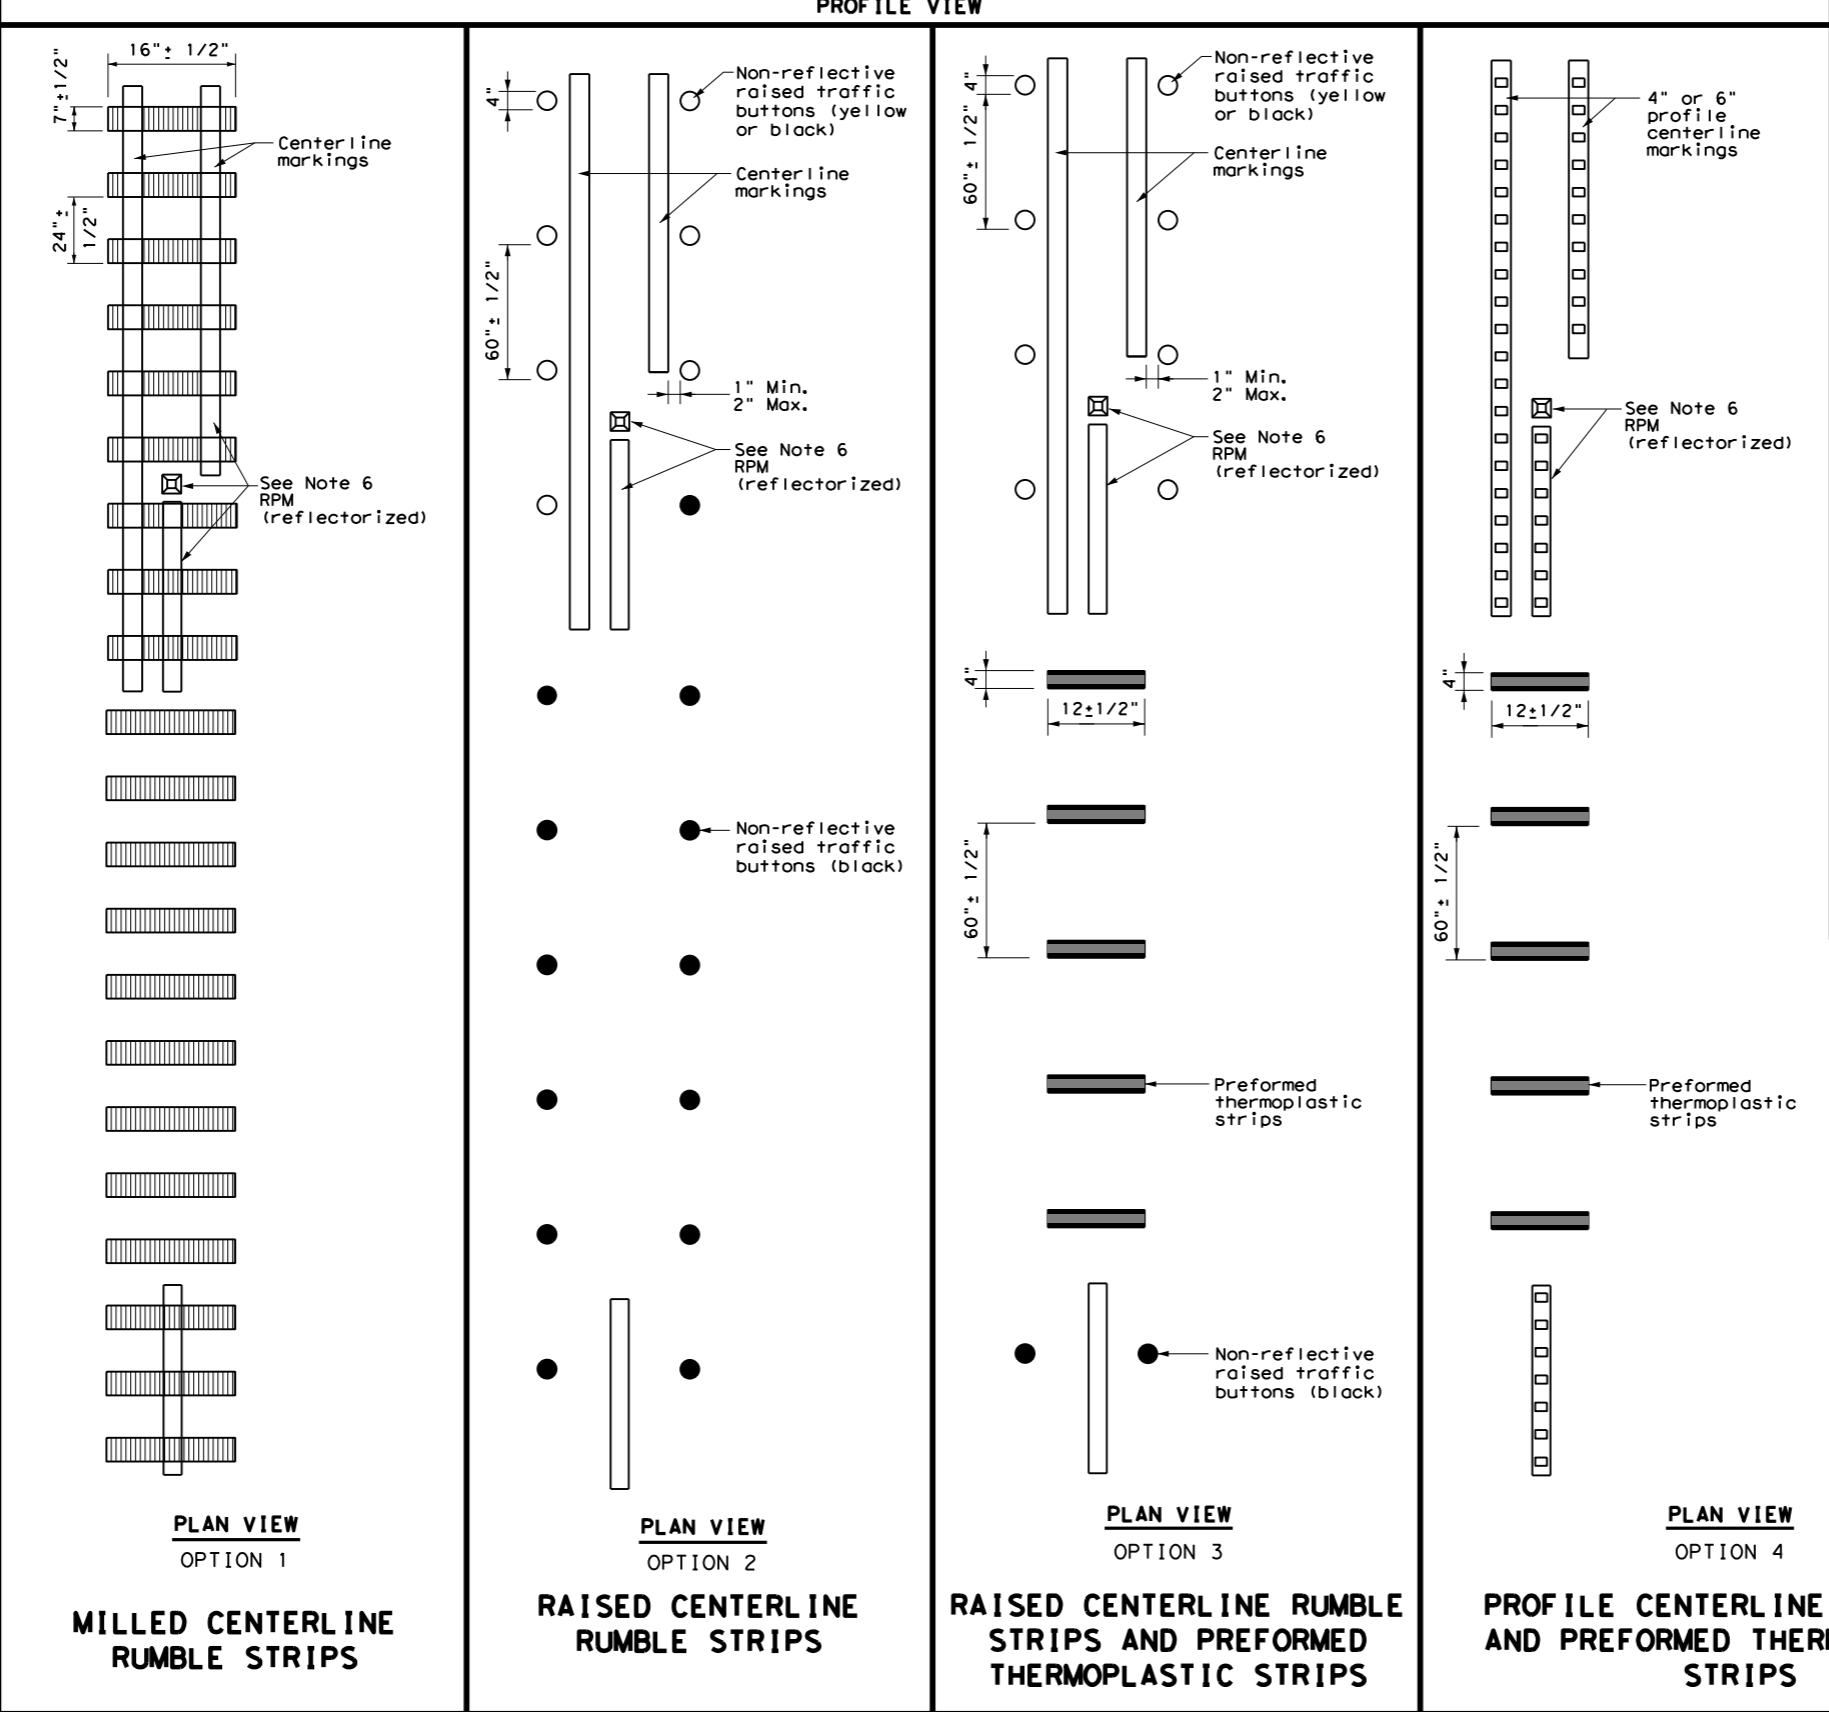 PROFILE VIEW
16"± 1/2"
7"±1/2"
Centerline
markings
24"±
1/2"
See Note 6
RPM
(reflectorized)
PLAN VIEW
OPTION 1
MILLED CENTERLINE
RUMBLE STRIPS
4"
Non-reflective
raised traffic
buttons (yellow
or black)
Centerline
markings
60"± 1/2"
1" Min.
2" Max.
See Note 6
RPM
(reflectorized)
Non-reflective
raised traffic
buttons (black)
PLAN VIEW
OPTION 2
RAISED CENTERLINE
RUMBLE STRIPS
4"
Non-reflective
raised traffic
buttons (yellow
or black)
60"± 1/2"
Centerline
markings
1" Min.
2" Max.
See Note 6
RPM
(reflectorized)
4"
12±1/2"
60"± 1/2"
Preformed
thermoplastic
strips
Non-reflective
raised traffic
buttons (black)
PLAN VIEW
OPTION 3
RAISED CENTERLINE RUMBLE
STRIPS AND PREFORMED
THERMOPLASTIC STRIPS
4" or 6"
profile
centerline
markings
See Note 6
RPM
(reflectorized)
4"
12±1/2"
60"± 1/2"
Preformed
thermoplastic
strips
PLAN VIEW
OPTION 4
PROFILE CENTERLINE
AND PREFORMED THER
STRIPS